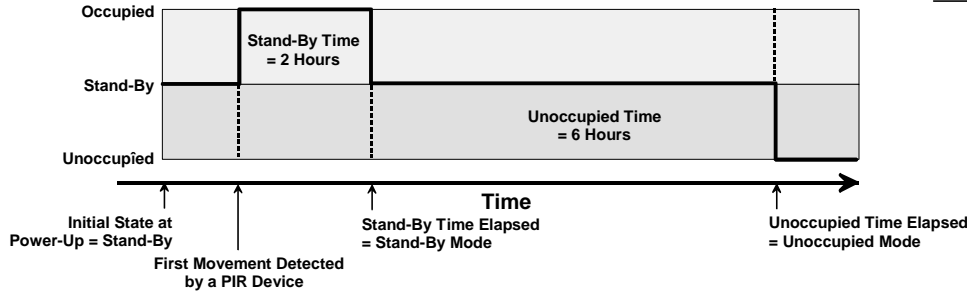 Occupied
Stand-By Time
= 2 Hours
Stand-By
Unoccupied Time
= 6 Hours
Unoccupied
Time
Initial State at
Power-Up = Stand-By
First Movement Detected
by a PIR Device
Stand-By Time Elapsed
= Stand-By Mode
Unoccupied Time Elapsed
= Unoccupied Mode